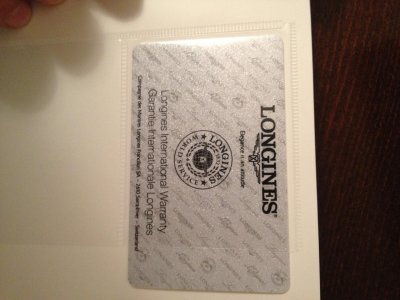 LONGINES
Elegance is an attitude
LONGINES
WORLD SERVICE
Longines International Warranty
Garantie Internationale Longines
Compagnie des Montres Longines Francillon SA – 2610 Saint-Imier – Switzerland